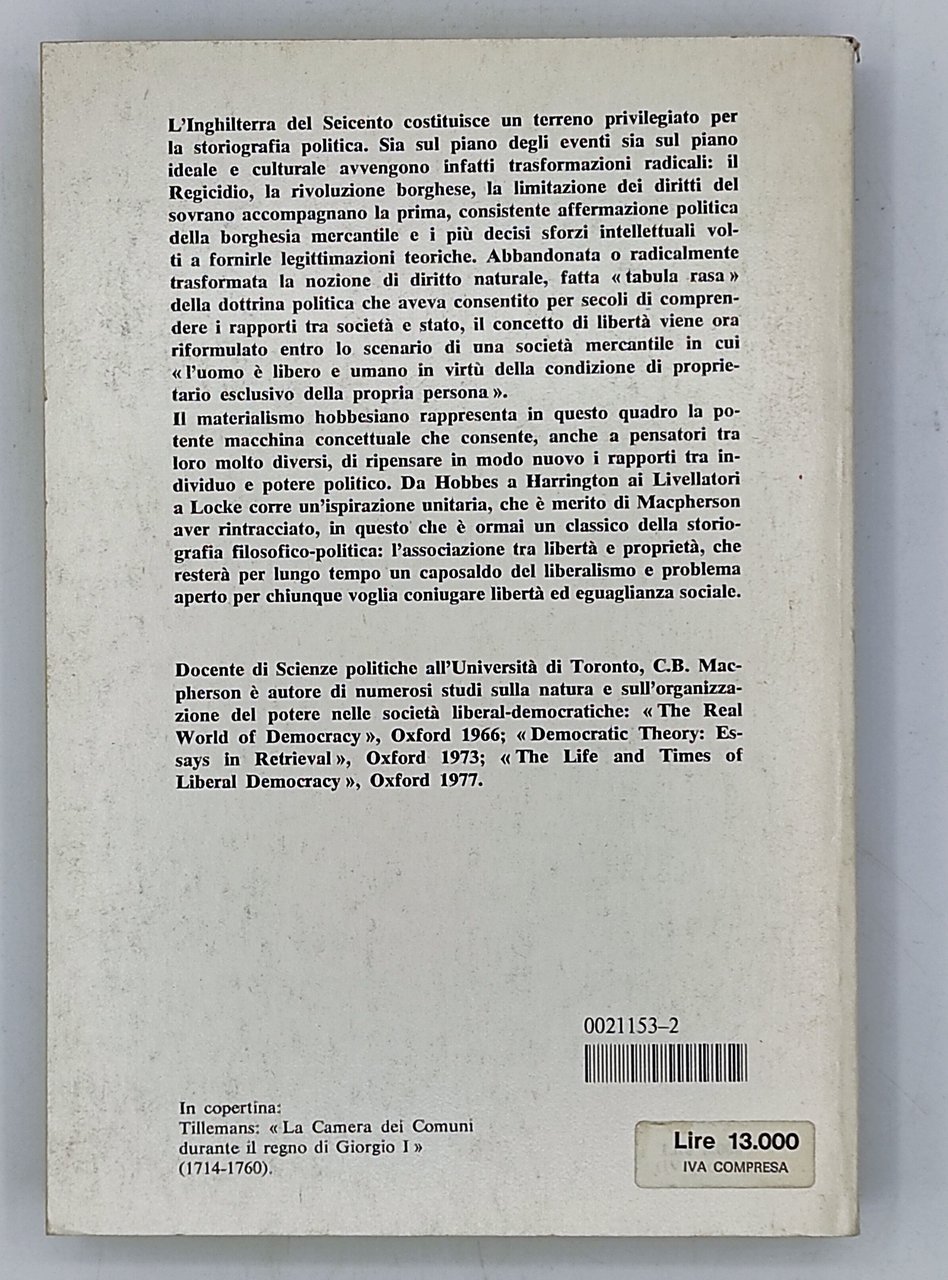 L'Inghilterra del Seicento costituisce un terreno privilegiato per
la storiografia politica. Sia sul piano degli eventi sia sul piano
ideale e culturale avvengono infatti trasformazioni radicali: il
Regicidio, la rivoluzione borghese, la limitazione dei diritti del
sovrano accompagnano la prima, consistente affermazione politica
della borghesia mercantile e i più decisi sforzi intellettuali vol-
ti a fornirle legittimazioni teoriche. Abbandonata o radicalmente
trasformata la nozione di diritto naturale, fatta « tabula rasa »
della dottrina politica che aveva consentito per secoli di compren-
dere i rapporti tra società e stato, il concetto di libertà viene ora
riformulato entro lo scenario di una società mercantile in cui
« l'uomo è libero e umano in virtù della condizione di proprie-
tario esclusivo della propria persona ».
Il materialismo hobbesiano rappresenta in questo quadro la po-
tente macchina concettuale che consente, anche a pensatori tra
loro molto diversi, di ripensare in modo nuovo i rapporti tra in-
dividuo e potere politico. Da Hobbes a Harrington ai Livellatori
a Locke corre un'ispirazione unitaria, che è merito di Macpherson
aver rintracciato, in questo che è ormai un classico della storio-
grafia filosofico-politica: l'associazione tra libertà e proprietà, che
resterà per lungo tempo un caposaldo del liberalismo e problema
aperto per chiunque voglia coniugare libertà ed eguaglianza sociale.
Docente di Scienze politiche all'Università di Toronto, C.B. Mac-
pherson è autore di numerosi studi sulla natura e sull'organizza-
zione del potere nelle società liberal-democratiche: « The Real
World of Democracy », Oxford 1966; « Democratic Theory: Es-
says in Retrieval », Oxford 1973; « The Life and Times of
Liberal Democracy », Oxford 1977.
0021153-2
In copertina:
Tillemans: « La Camera dei Comuni
durante il regno di Giorgio I »
(1714-1760).
Lire 13.000
IVA COMPRESA